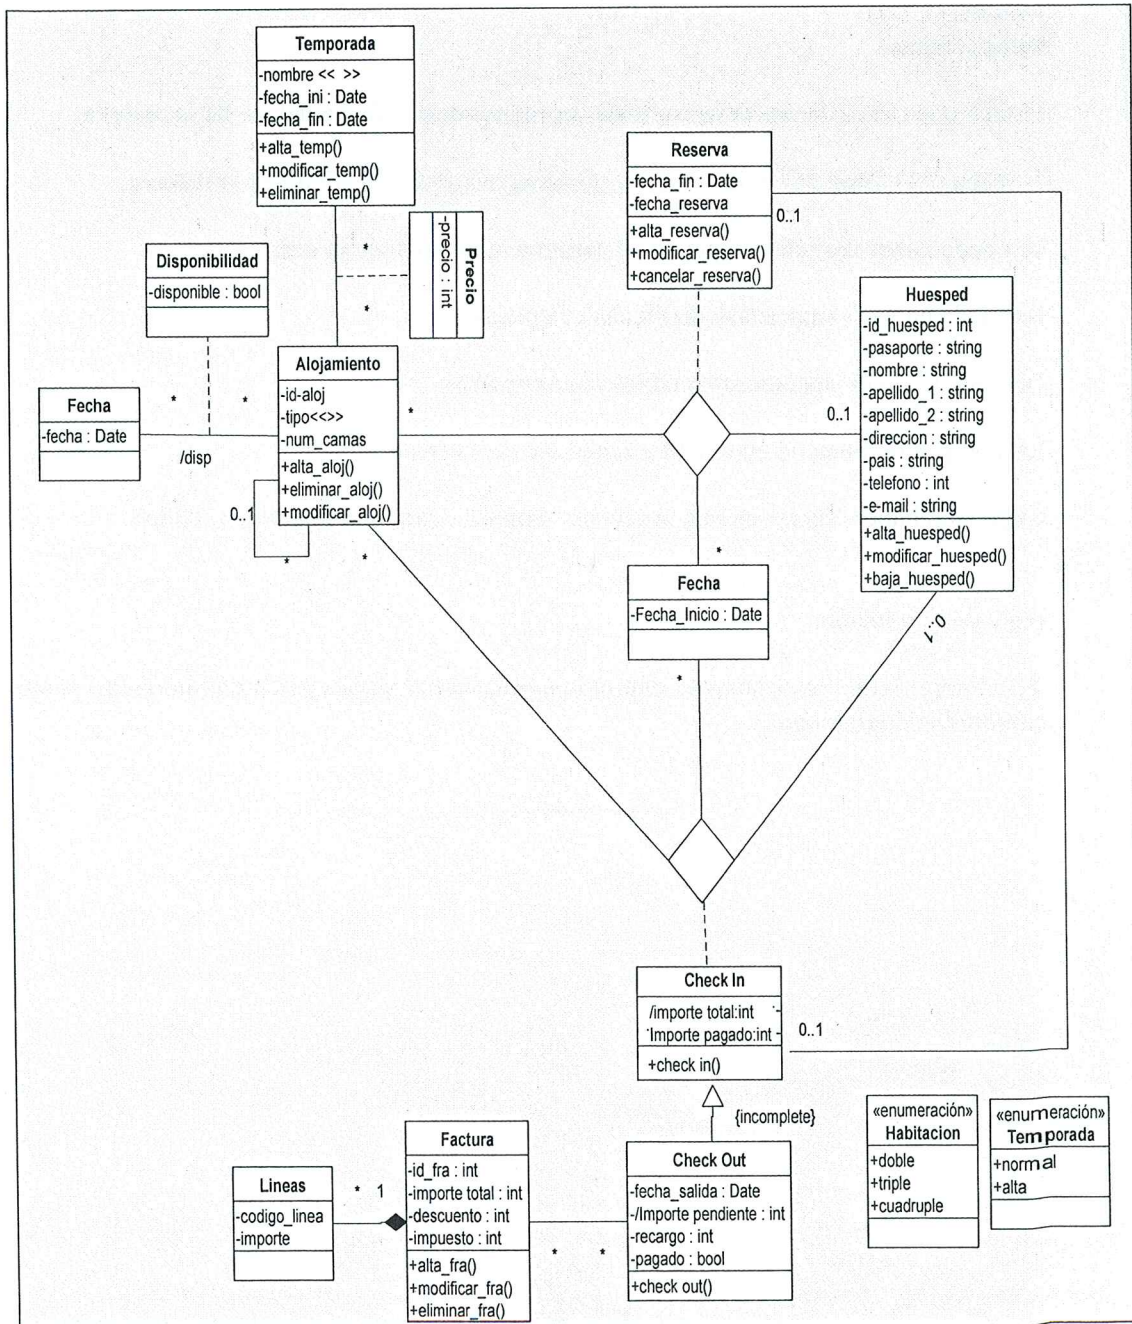 Temporada
-nombre << >>
-fecha_ini : Date
-fecha_fin : Date
+alta_temp()
+modificar_temp()
+eliminar_temp()
*
*
Precio
-precio : int
Disponibilidad
-disponible : bool
Reserva
-fecha_fin : Date
-fecha_reserva
+alta_reserva()
+modificar_reserva()
+cancelar_reserva()
0..1
Huesped
-id_huesped : int
-pasaporte : string
-nombre : string
-apellido_1 : string
-apellido_2 : string
-direccion : string
-pais : string
-telefono : int
-e-mail : string
+alta_huesped()
+modificar_huesped()
+baja_huesped()
Fecha
-fecha : Date
* *
/disp
Alojamiento
-id-aloj
-tipo<<>>
-num_camas
+alta_aloj()
+eliminar_aloj()
+modificar_aloj()
*
0..1
0..1
*
*
*
Fecha
-Fecha_Inicio : Date
*
0..1
Check In
/importe total:int -
Importe pagado:int -
+check in()
0..1
{incomplete}
Lineas
-codigo_linea
-importe
* 1
Factura
-id_fra : int
-importe total : int
-descuento : int
-impuesto : int
+alta_fra()
+modificar_fra()
+eliminar_fra()
* *
Check Out
-fecha_salida : Date
-/Importe pendiente : int
-recargo : int
-pagado : bool
+check out()
«enumeración»
Habitacion
+doble
+triple
+cuadruple
«enumeración»
Temporada
+normal
+alta